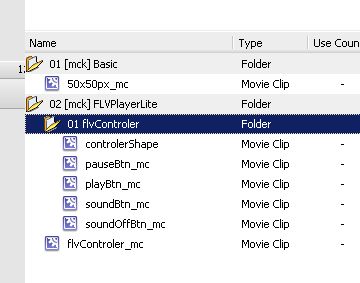 Name Type Use Coun
01 [mck] Basic Folder
50x50px_mc Movie Clip -
02 [mck] FLVPlayerLite Folder
01 flvControler Folder
controlerShape Movie Clip -
pauseBtn_mc Movie Clip -
playBtn_mc Movie Clip -
soundBtn_mc Movie Clip -
soundOffBtn_mc Movie Clip -
flvControler_mc Movie Clip -